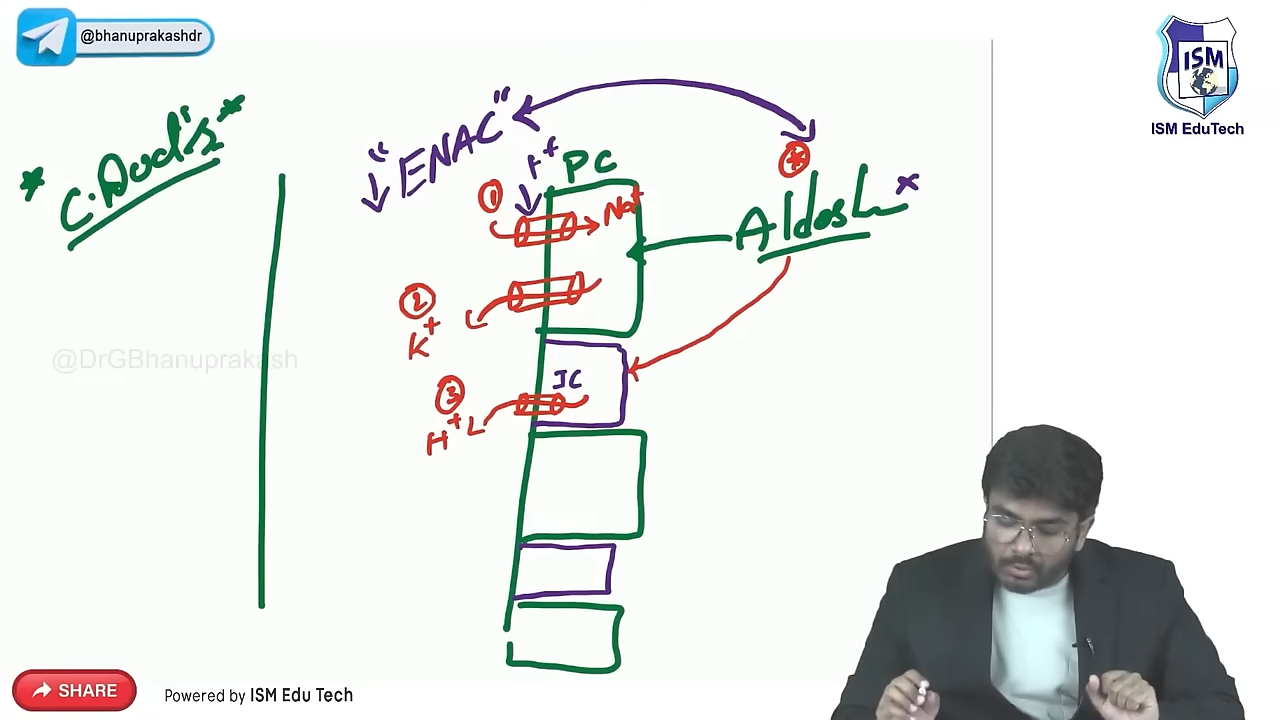 @bhanuprakashdr
ISM
ISM EduTech
* C.Duct's *
"ENAC"
PC
①
Na+
Aldost
②
K+
@DrGBhanuprakash
③
H+
IC
SHARE
Powered by ISM Edu Tech